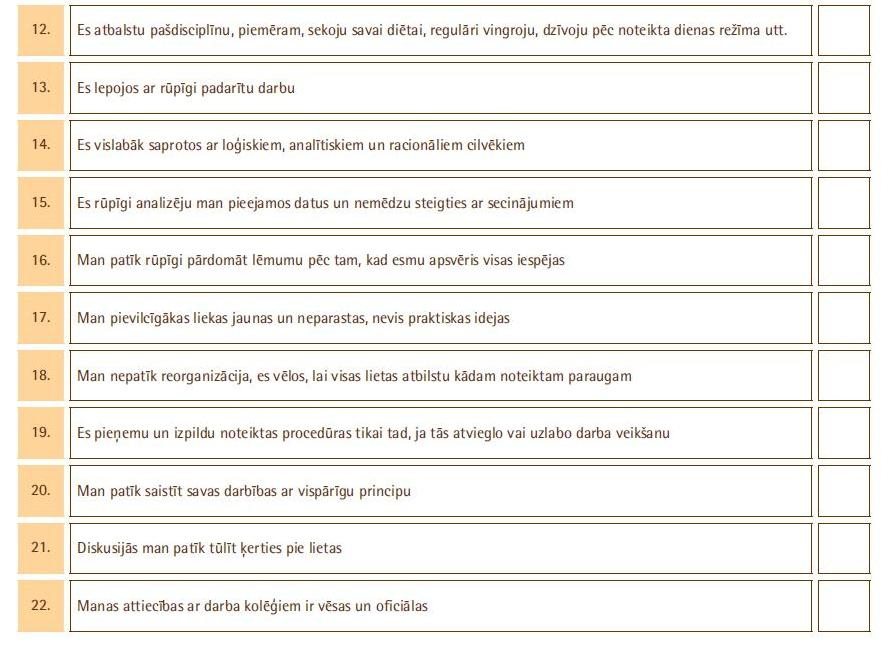 12. Es atbalstu pašdisciplīnu, piemēram, sekoju savai diētai, regulāri vingroju, dzīvoju pēc noteikta dienas režīma utt.
13. Es lepojos ar rūpīgi padarītu darbu
14. Es vislabāk saprotos ar loģiskiem, analītiskiem un racionāliem cilvēkiem
15. Es rūpīgi analizēju man pieejamos datus un nemēdzu steigties ar secinājumiem
16. Man patīk rūpīgi pārdomāt lēmumu pēc tam, kad esmu apsvēris visas iespējas
17. Man pievilcīgākas liekas jaunas un neparastas, nevis praktiskas idejas
18. Man nepatīk reorganizācija, es vēlos, lai visas lietas atbilstu kādam noteiktam paraugam
19. Es pieņemu un izpildu noteiktas procedūras tikai tad, ja tās atvieglo vai uzlabo darba veikšanu
20. Man patīk saistīt savas darbības ar vispārīgu principu
21. Diskusijās man patīk tūlīt ķerties pie lietas
22. Manas attiecības ar darba kolēģiem ir vēsas un oficiālas